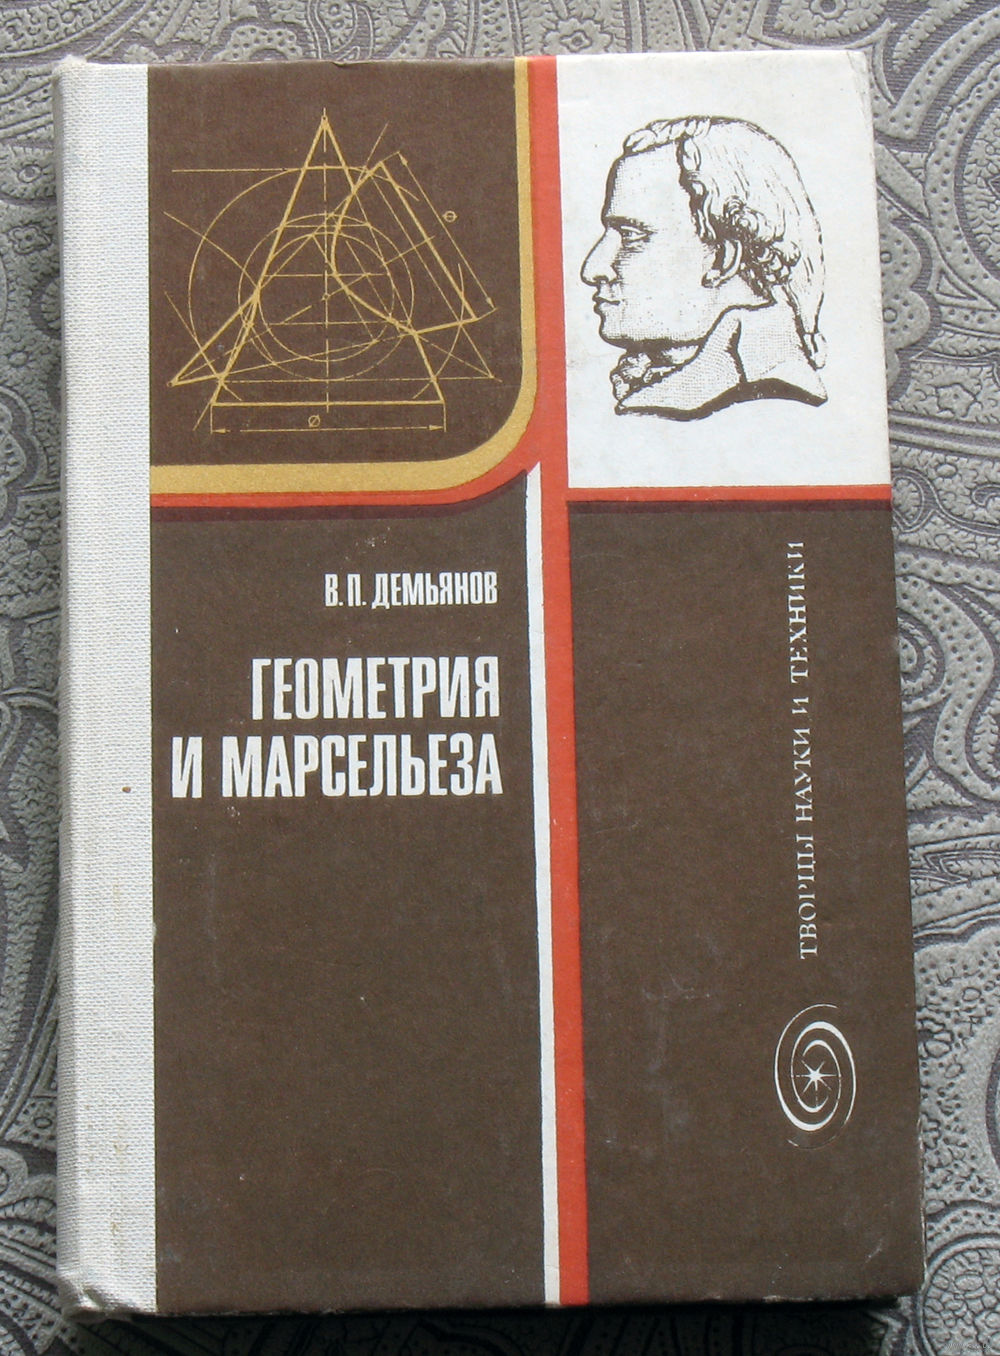 В. П. ДЕМЬЯНОВ
ГЕОМЕТРИЯ
И МАРСЕЛЬЕЗА
ТВОРЦЫ НАУКИ И ТЕХНИКИ